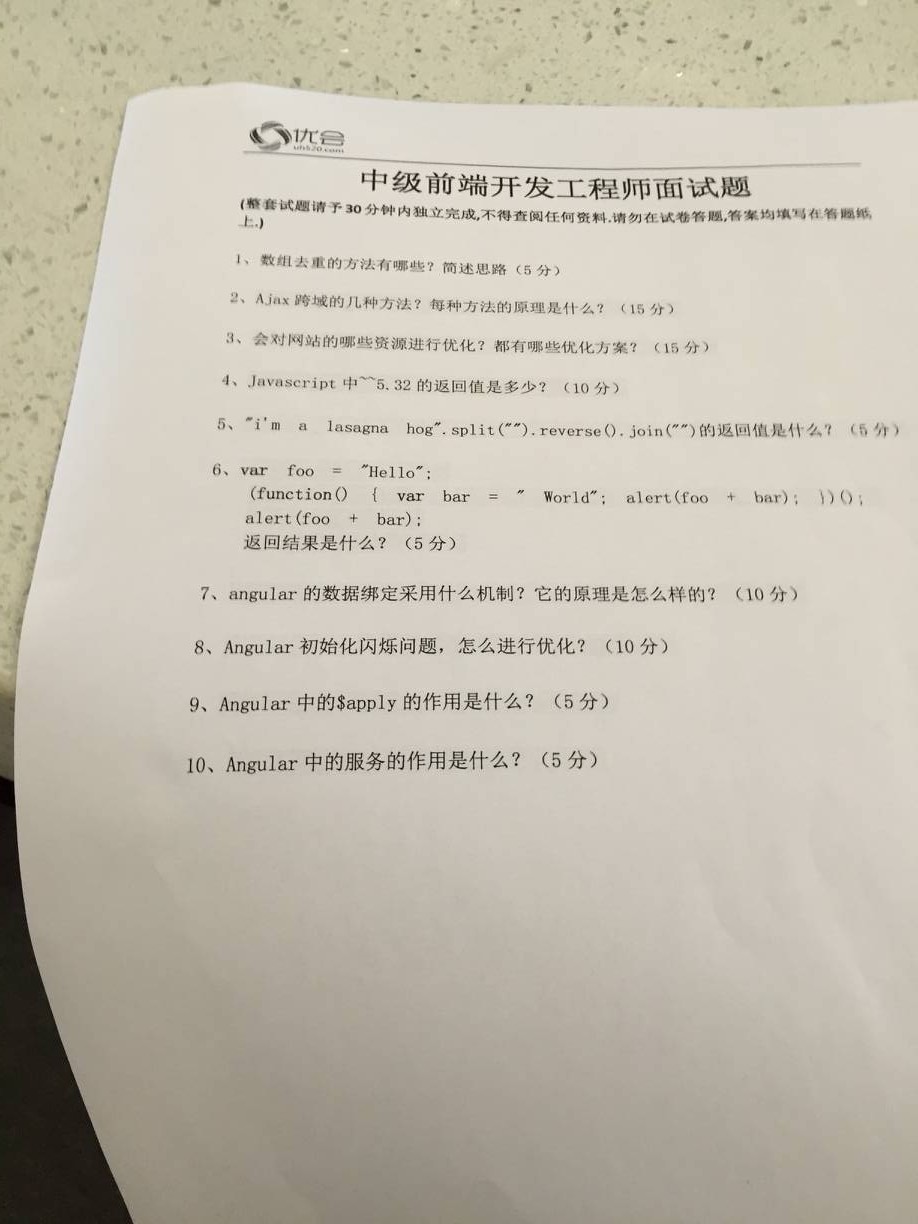 优合
uh520.com
中级前端开发工程师面试题
(整套试题请予30分钟内独立完成,不得查阅任何资料.请勿在试卷答题,答案均填写在答题纸
上.)
1、数组去重的方法有哪些？简述思路（5 分）
2、Ajax 跨域的几种方法？每种方法的原理是什么？（15 分）
3、会对网站的哪些资源进行优化？都有哪些优化方案？（15 分）
4、Javascript 中~~5.32 的返回值是多少？（10 分）
5、"i'm a lasagna hog".split("").reverse().join("")的返回值是什么？（5 分）
6、var foo = "Hello";
(function() { var bar = " World"; alert(foo + bar); })();
alert(foo + bar);
返回结果是什么？（5 分）
7、angular 的数据绑定采用什么机制？它的原理是怎么样的？（10 分）
8、Angular 初始化闪烁问题，怎么进行优化？（10 分）
9、Angular 中的$apply 的作用是什么？（5 分）
10、Angular 中的服务的作用是什么？（5 分）